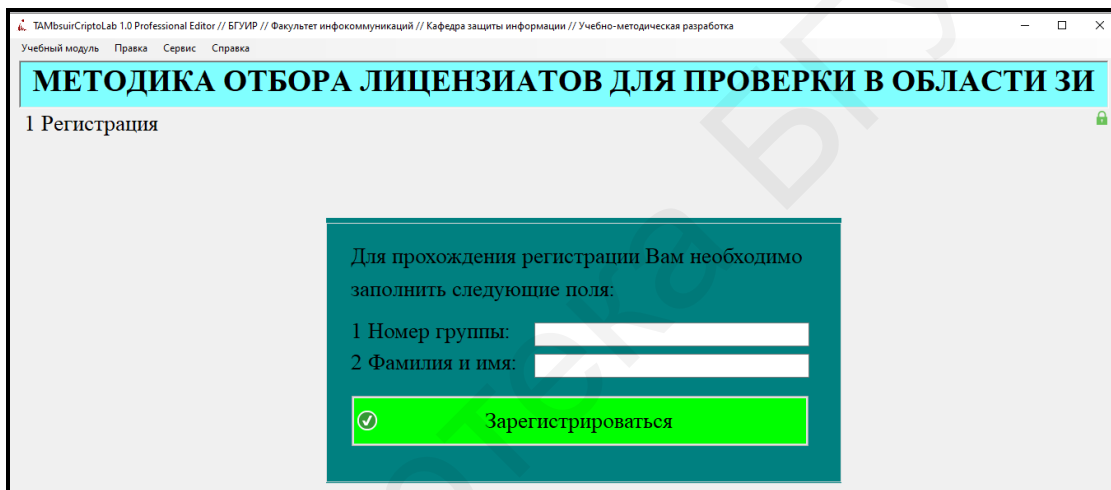 TAMbsuirCriptoLab 1.0 Professional Editor // БГУИР // Факультет инфокоммуникаций // Кафедра защиты информации // Учебно-методическая разработка
Учебный модуль Правка Сервис Справка
МЕТОДИКА ОТБОРА ЛИЦЕНЗИАТОВ ДЛЯ ПРОВЕРКИ В ОБЛАСТИ ЗИ
1 Регистрация
Для прохождения регистрации Вам необходимо
заполнить следующие поля:
1 Номер группы:
2 Фамилия и имя:
Зарегистрироваться